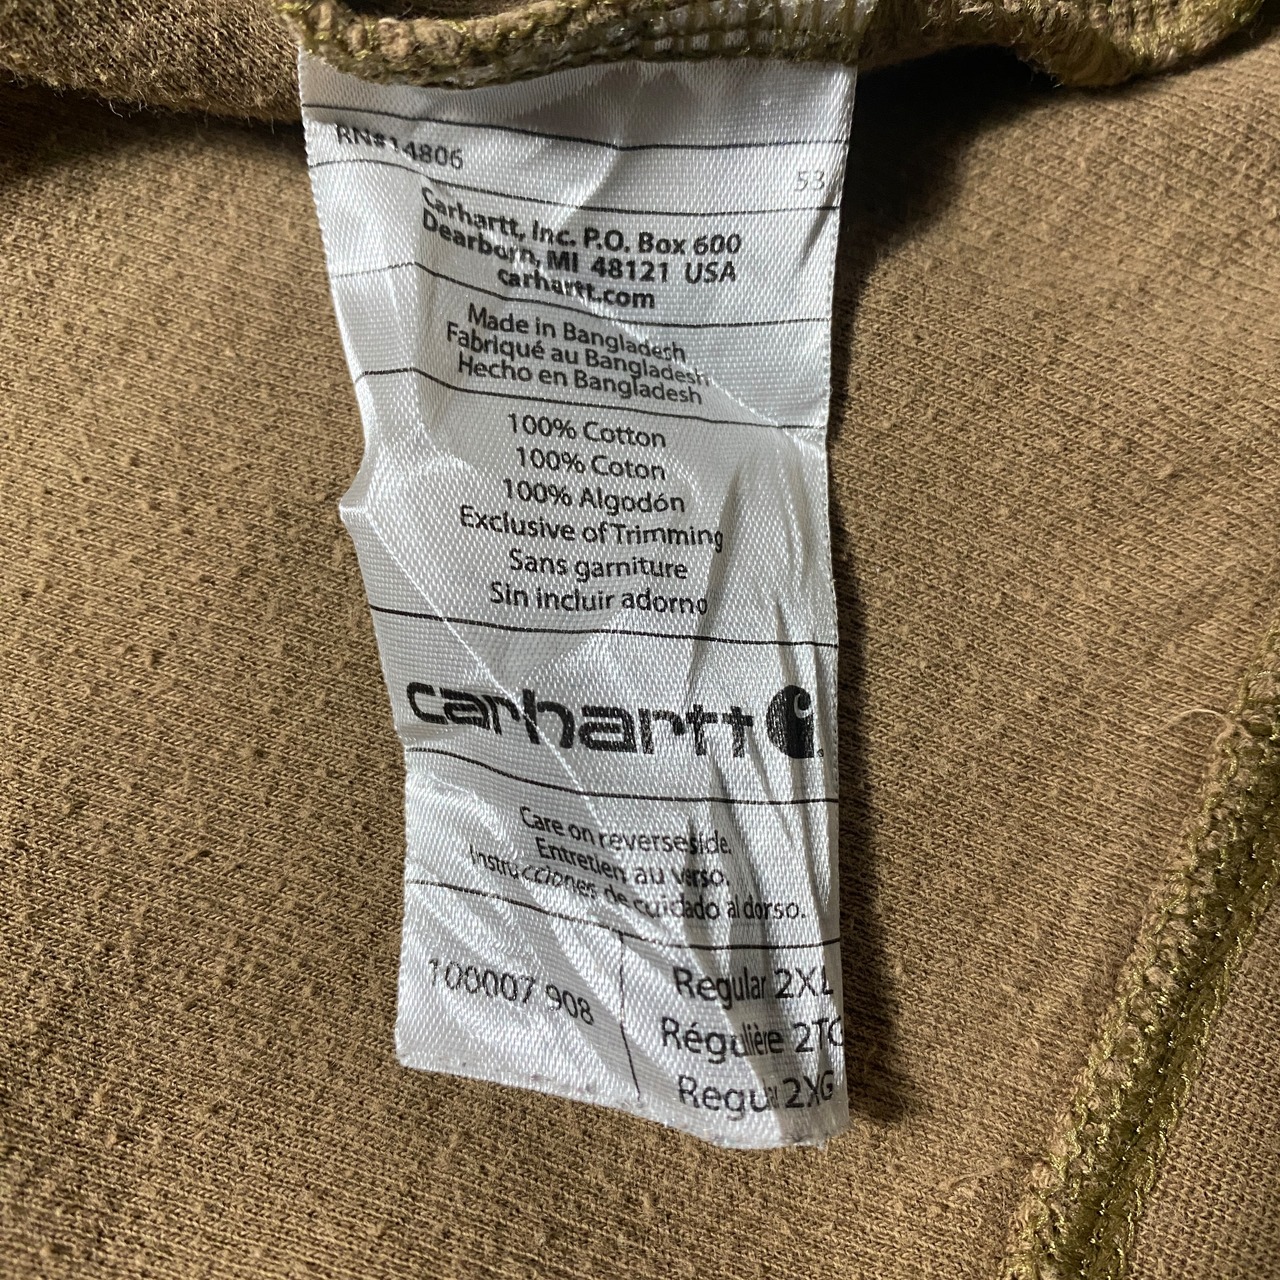 RN#14806
53
Carhartt, Inc. P.O. Box 600
Dearborn, MI 48121 USA
carhartt.com
Made in Bangladesh
Fabriqué au Bangladesh
Hecho en Bangladesh
100% Cotton
100% Coton
100% Algodón
Exclusive of Trimming
Sans garniture
Sin incluir adorno
carhartt
Care on reverse side.
Entretien au verso.
Instrucciones de cuidado al dorso.
100007 908
Regular 2XL
Régulière 2TG
Regular 2XG